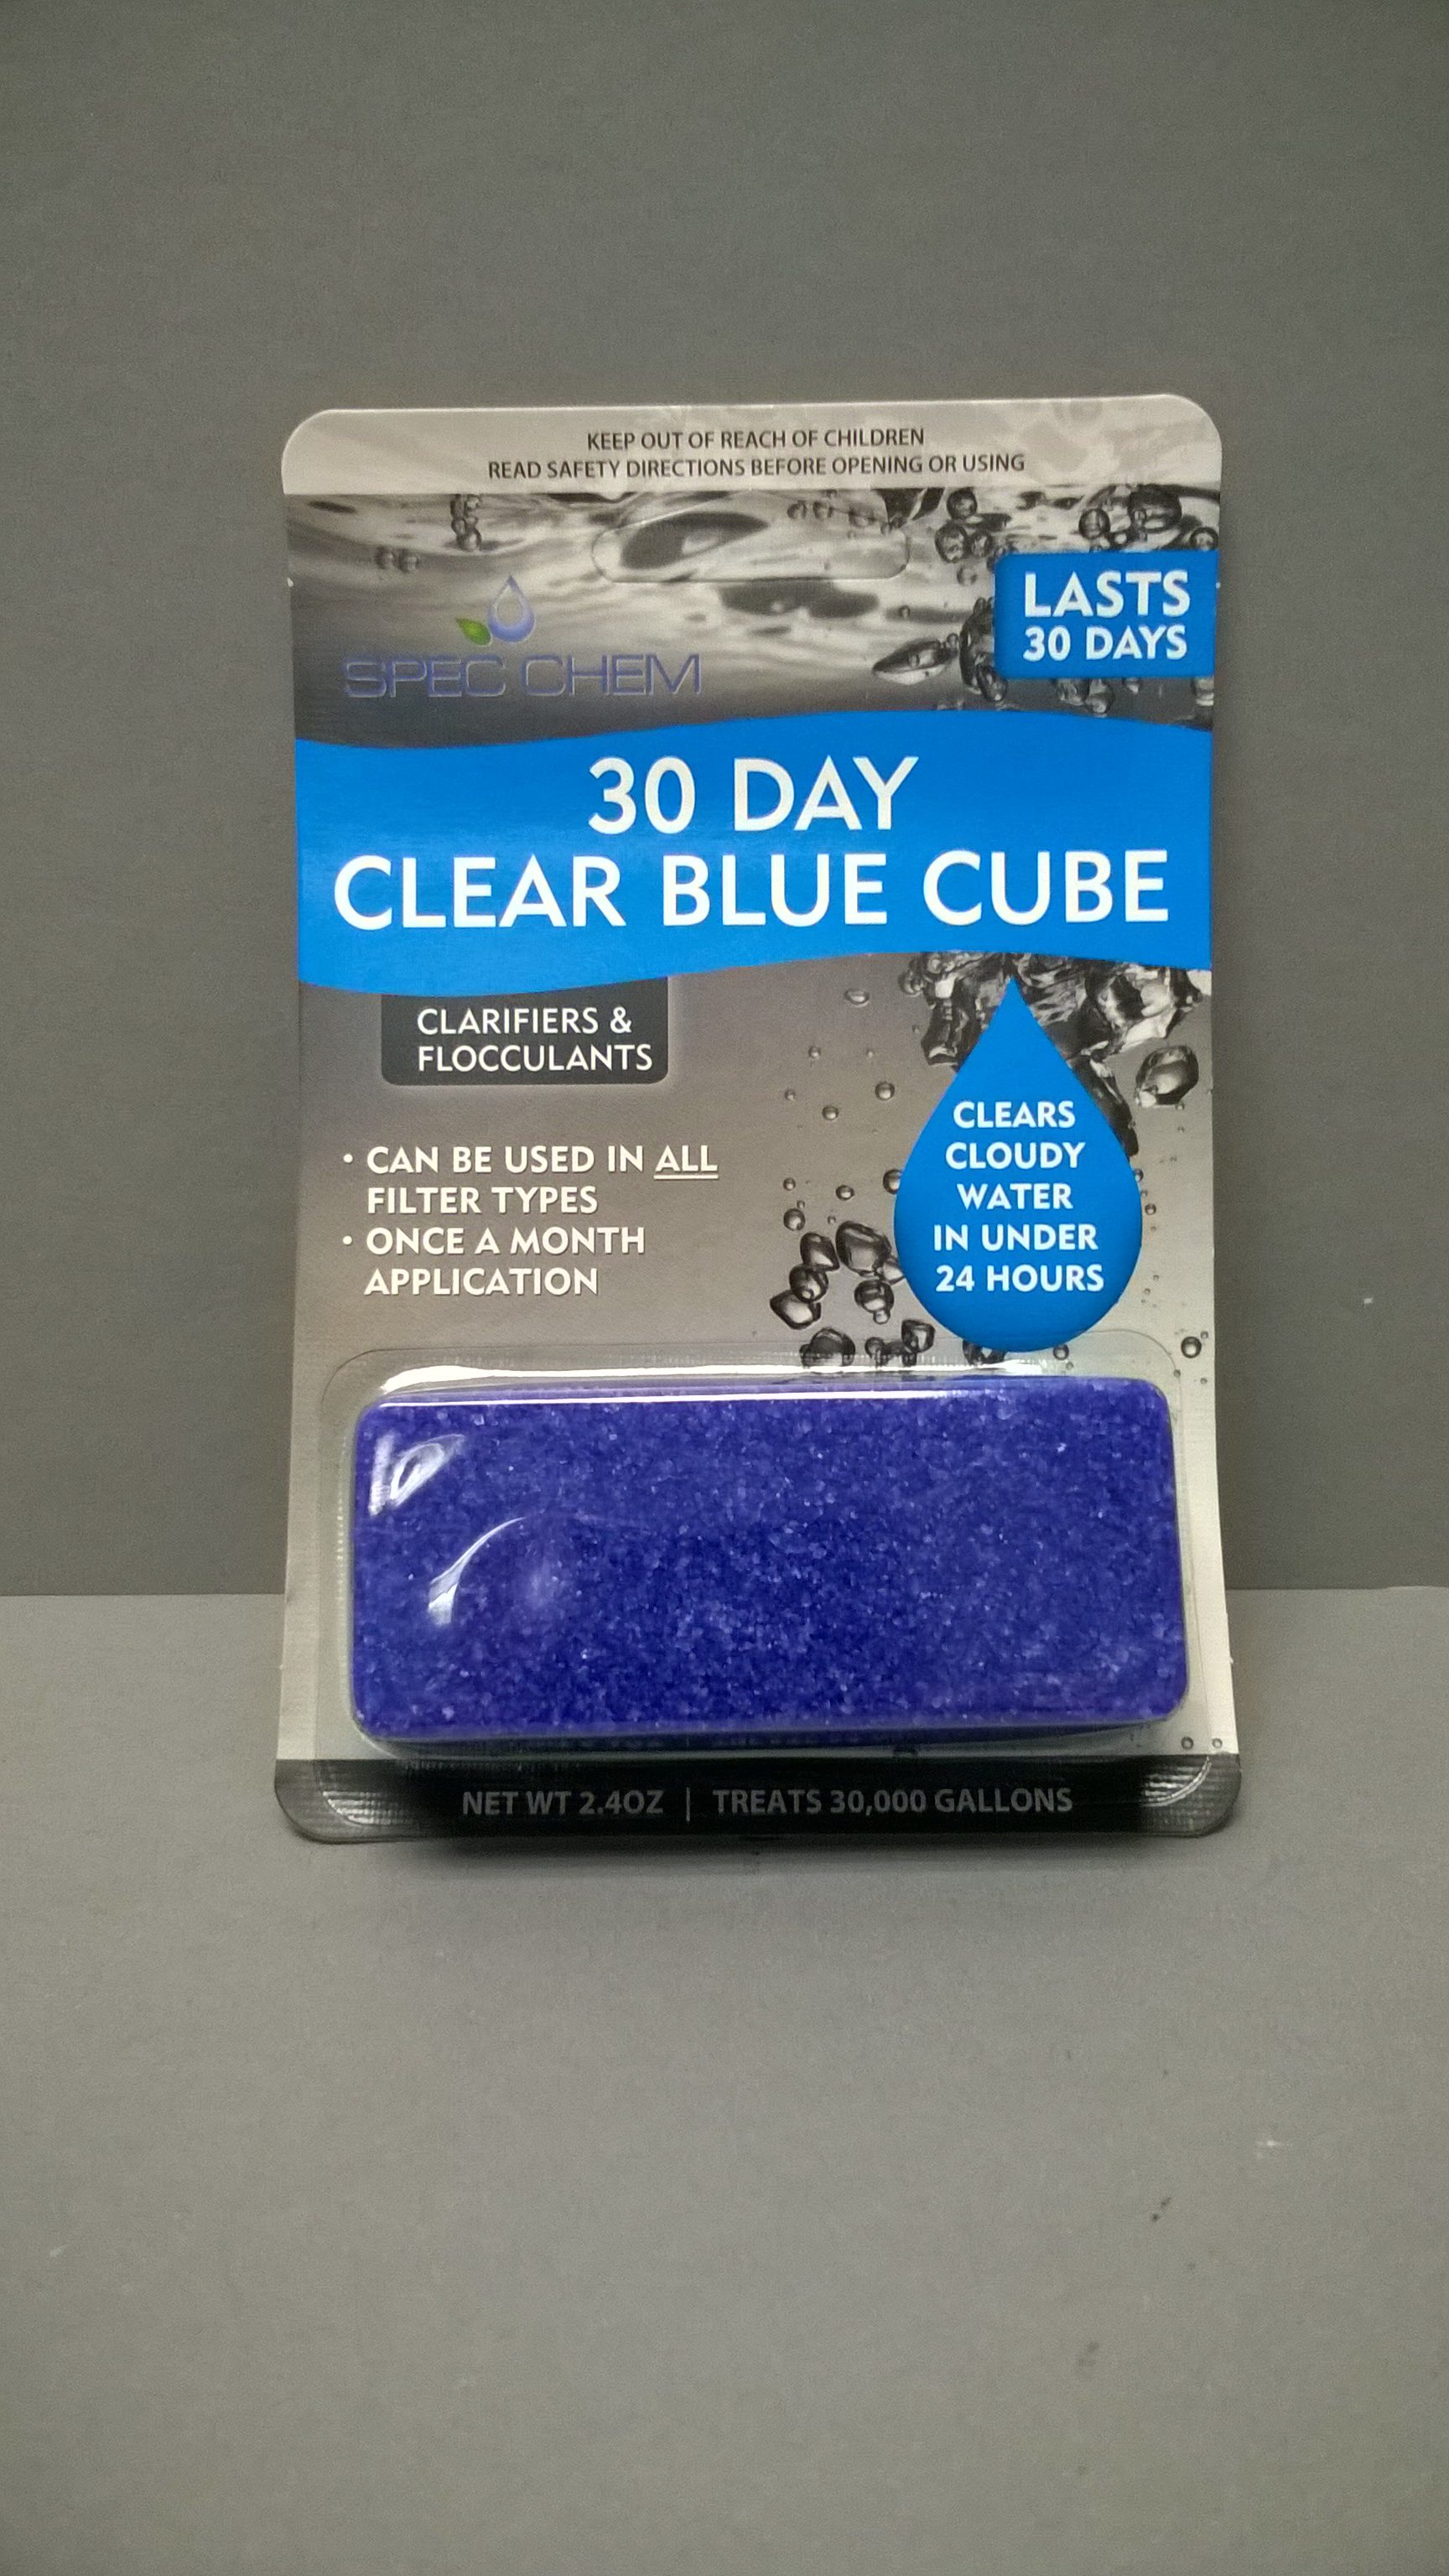 KEEP OUT OF REACH OF CHILDREN
READ SAFETY DIRECTIONS BEFORE OPENING OR USING
LASTS
30 DAYS
SPEC CHEM
30 DAY
CLEAR BLUE CUBE
CLARIFIERS &
FLOCCULANTS
• CAN BE USED IN ALL
FILTER TYPES
• ONCE A MONTH
APPLICATION
CLEARS
CLOUDY
WATER
IN UNDER
24 HOURS
NET WT 2.4OZ | TREATS 30,000 GALLONS